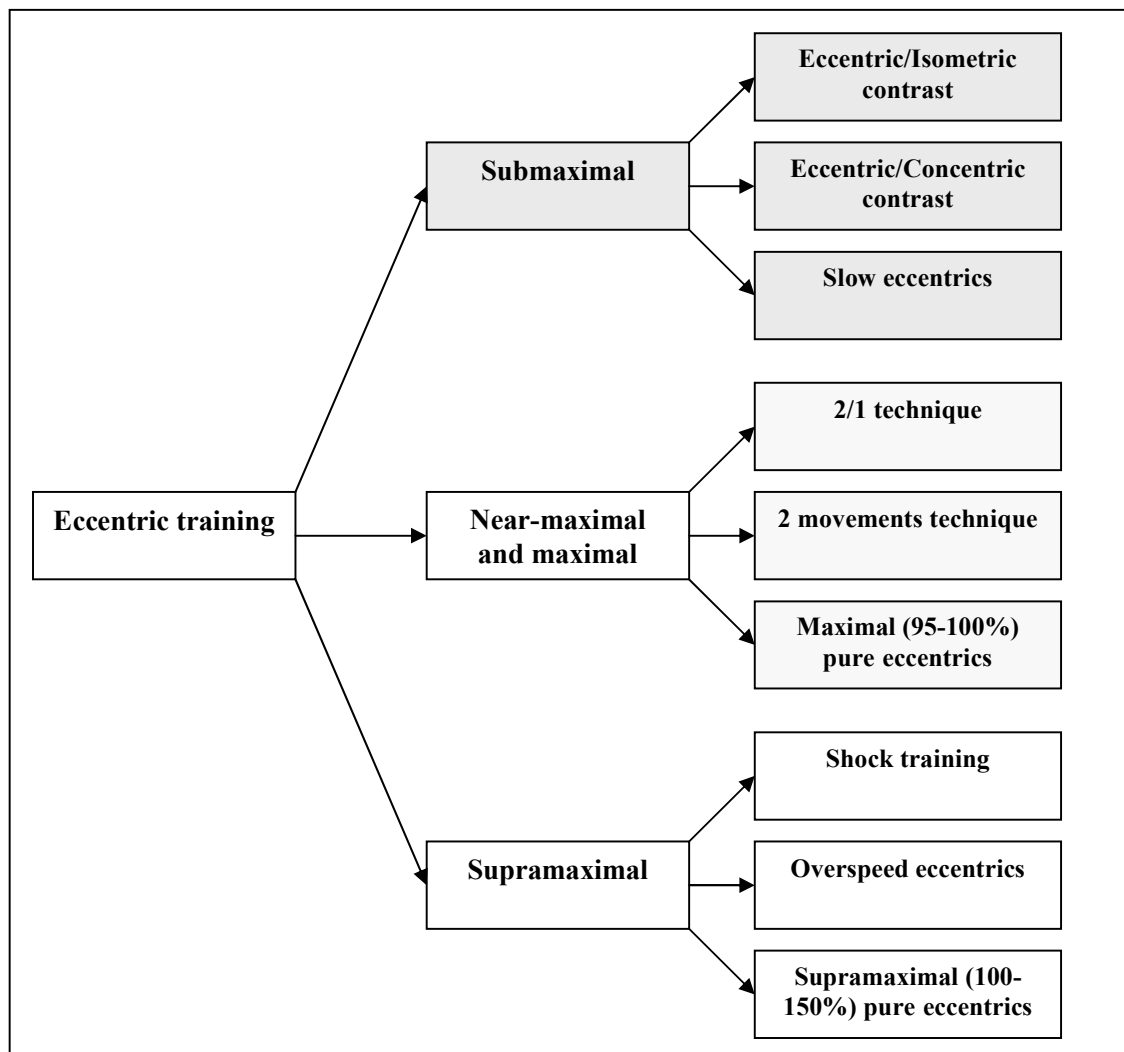 Eccentric training
Submaximal
Eccentric/Isometric
contrast
Eccentric/Concentric
contrast
Slow eccentrics
Near-maximal
and maximal
2/1 technique
2 movements technique
Maximal (95-100%)
pure eccentrics
Supramaximal
Shock training
Overspeed eccentrics
Supramaximal (100-
150%) pure eccentrics